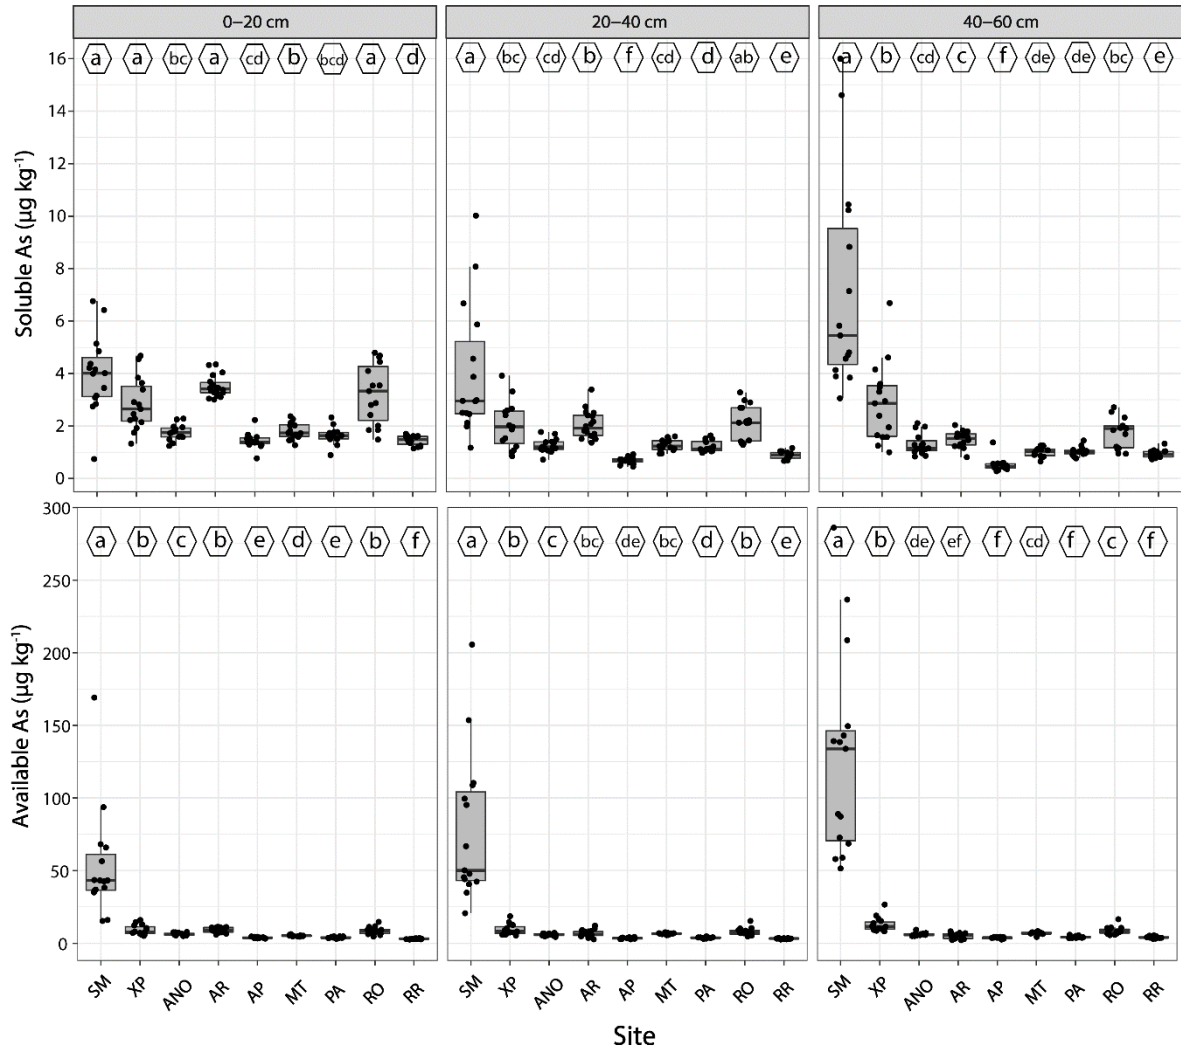 0–20 cm 20–40 cm 40–60 cm
a a bc a cd b bcd a d a bc cd b f cd d ab e a b cd c f de de bc e
16
14
12
10
8
6
4
2
0
Soluble As (µg kg⁻¹)
a b c b e d e b f a b c bc de bc d b e a b de ef f cd f c f
300
250
200
150
100
50
0
Available As (µg kg⁻¹)
SM XP ANO AR AP MT PA RO RR SM XP ANO AR AP MT PA RO RR SM XP ANO AR AP MT PA RO RR
Site